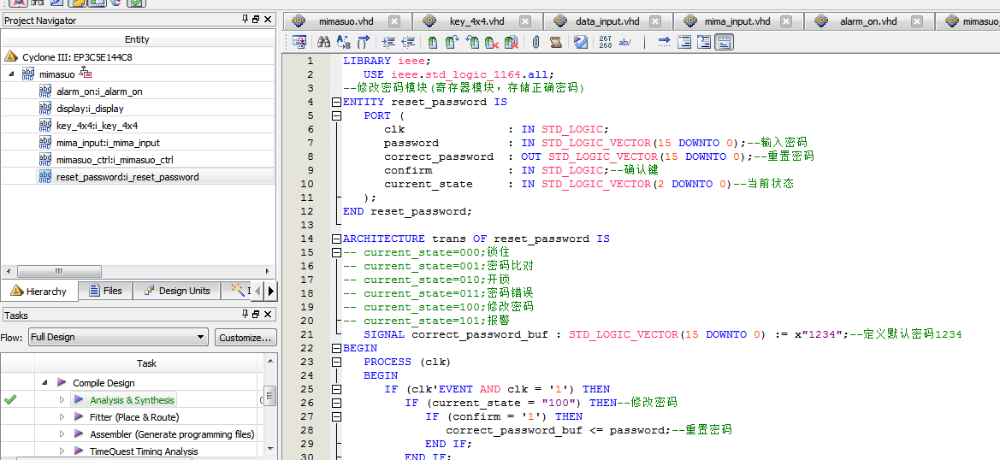 Project Navigator
Entity
Cyclone III: EP3C5E144C8
mimasuo
alarm_on:i_alarm_on
display:i_display
key_4x4:i_key_4x4
mima_input:i_mima_input
mimasuo_ctrl:i_mimasuo_ctrl
reset_password:i_reset_password
Hierarchy
Files
Design Units
Tasks
Flow:
Full Design
Customize...
Task
Compile Design
Analysis & Synthesis
Fitter (Place & Route)
Assembler (Generate programming files)
TimeQuest Timing Analysis
mimasuo.vhd
key_4x4.vhd
data_input.vhd
mima_input.vhd
alarm_on.vhd
mimasuo
267
268
ab/
1 LIBRARY ieee;
2 USE ieee.std_logic_1164.all;
3 --修改密码模块(寄存器模块，存储正确密码)
4 ENTITY reset_password IS
5 PORT (
6 clk : IN STD_LOGIC;
7 password : IN STD_LOGIC_VECTOR(15 DOWNTO 0);--输入密码
8 correct_password : OUT STD_LOGIC_VECTOR(15 DOWNTO 0);--重置密码
9 confirm : IN STD_LOGIC;--确认键
10 current_state : IN STD_LOGIC_VECTOR(2 DOWNTO 0)--当前状态
11 );
12 END reset_password;
13
14 ARCHITECTURE trans OF reset_password IS
15 -- current_state=000;锁住
16 -- current_state=001;密码比对
17 -- current_state=010;开锁
18 -- current_state=011;密码错误
19 -- current_state=100;修改密码
20 -- current_state=101;报警
21 SIGNAL correct_password_buf : STD_LOGIC_VECTOR(15 DOWNTO 0) := x"1234";--定义默认密码1234
22 BEGIN
23 PROCESS (clk)
24 BEGIN
25 IF (clk'EVENT AND clk = '1') THEN
26 IF (current_state = "100") THEN--修改密码
27 IF (confirm = '1') THEN
28 correct_password_buf <= password;--重置密码
29 END IF;
30 END IF;